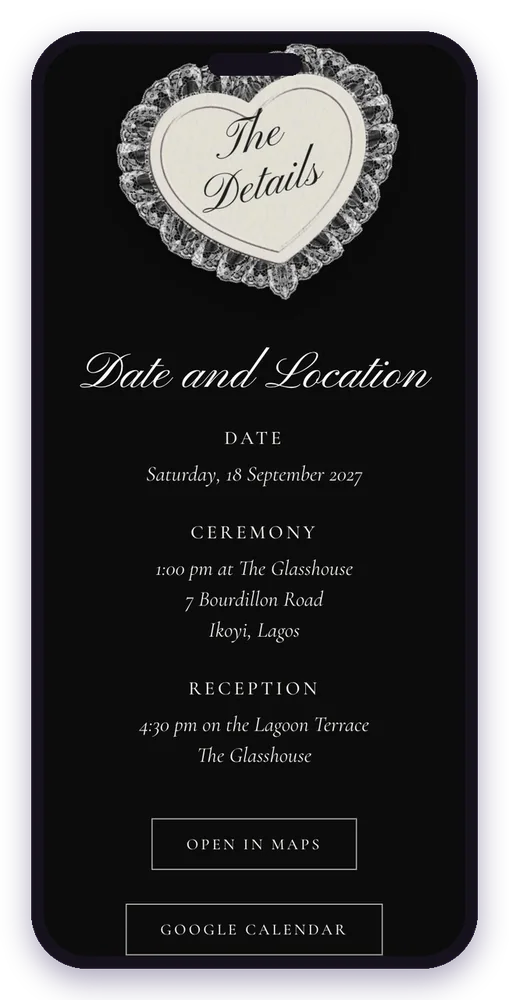 The
Details
Date and Location
DATE
Saturday, 18 September 2027
CEREMONY
1:00 pm at The Glasshouse
7 Bourdillon Road
Ikoyi, Lagos
RECEPTION
4:30 pm on the Lagoon Terrace
The Glasshouse
OPEN IN MAPS
GOOGLE CALENDAR